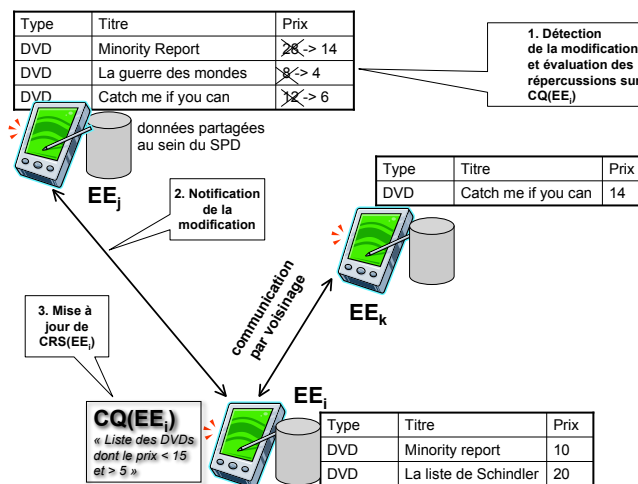 Type Titre Prix
DVD Minority Report 28 -> 14
DVD La guerre des mondes 8 -> 4
DVD Catch me if you can 12 -> 6
1. Détection
de la modification
et évaluation des
répercussions sur
CQ(EEi)
données partagées
au sein du SPD
EEj
2. Notification
de la
modification
Type Titre Prix
DVD Catch me if you can 14
EEk
communication
par voisinage
3. Mise à
jour de
CRS(EEi)
CQ(EEi)
« Liste des DVDs
dont le prix < 15
et > 5 »
EEi
Type Titre Prix
DVD Minority report 10
DVD La liste de Schindler 20